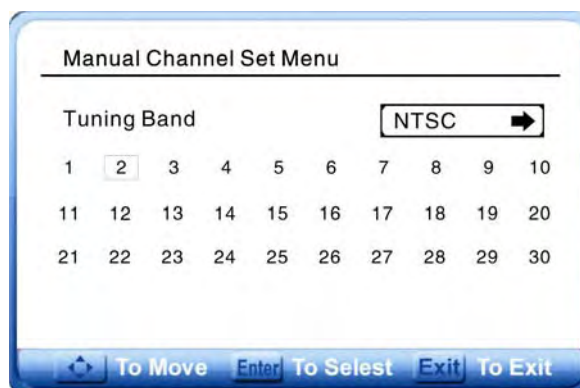 Manual Channel Set Menu
Tuning Band NTSC
1 2 3 4 5 6 7 8 9 10
11 12 13 14 15 16 17 18 19 20
21 22 23 24 25 26 27 28 29 30
To Move Enter To Selest Exit To Exit